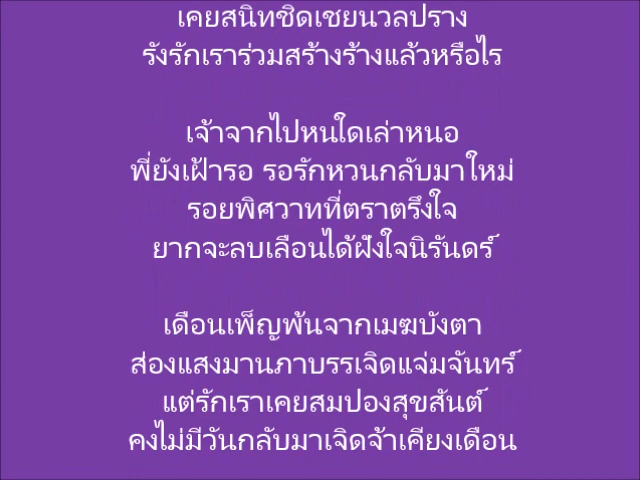 เคยสนิทชิดเชยนวลปราง
รังรักเราร่วมสร้างร้างแล้วหรือไร
เจ้าจากไปหนใดเล่าหนอ
พี่ยังเฝ้ารอ รอรักหวนกลับมาใหม่
รอยพิศวาทที่ตราตรึงใจ
ยากจะลบเลือนได้ฝังใจนิรันดร์
เดือนเพ็ญพ้นจากเมฆบังตา
ส่องแสงมานภาบรรเจิดแจ่มจันทร์
แต่รักเราเคยสมปองสุขสันต์
คงไม่มีวันกลับมาเจิดจ้าเคียงเดือน